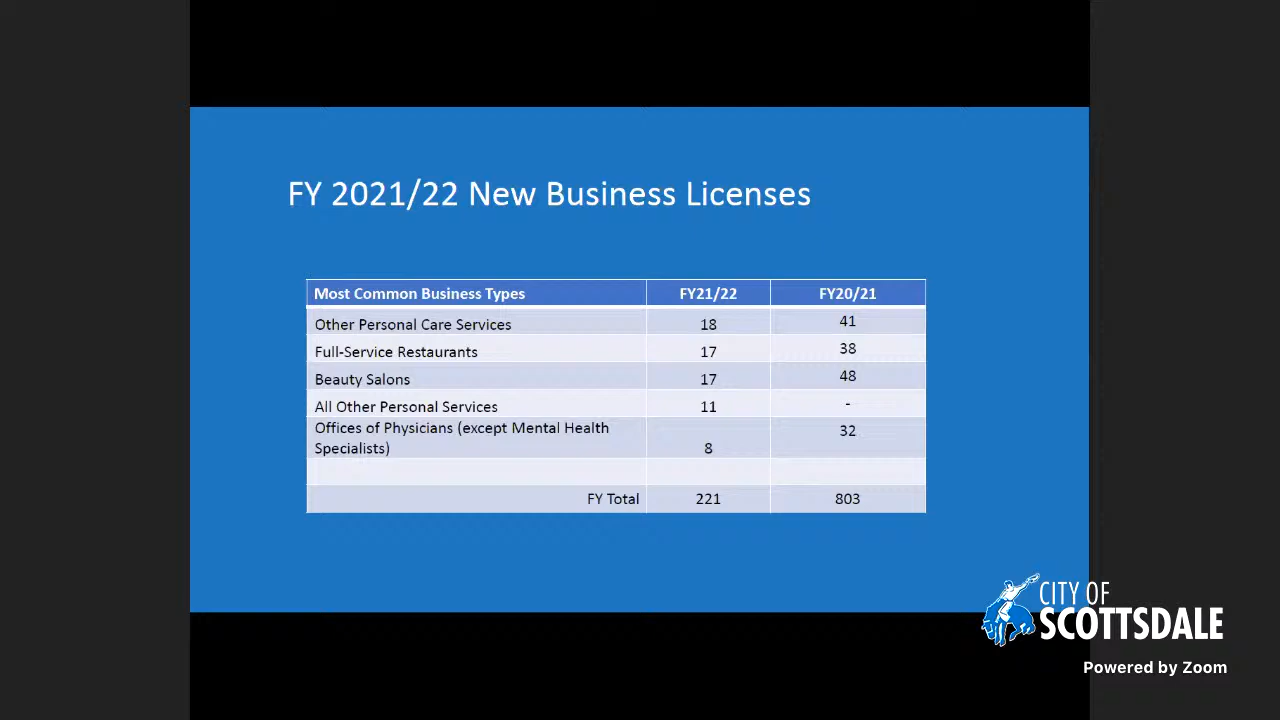 FY 2021/22 New Business Licenses
Most Common Business Types FY21/22 FY20/21
Other Personal Care Services 18 41
Full-Service Restaurants 17 38
Beauty Salons 17 48
All Other Personal Services 11 -
Offices of Physicians (except Mental Health
Specialists) 8 32
FY Total 221 803
CITY OF
SCOTTSDALE
Powered by Zoom